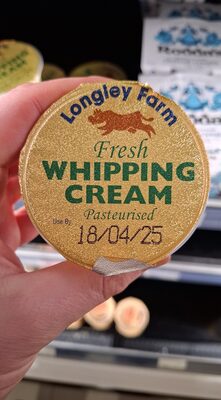 Longley Farm
Fresh
WHIPPING
CREAM
Pasteurised
Use By
18/04/25